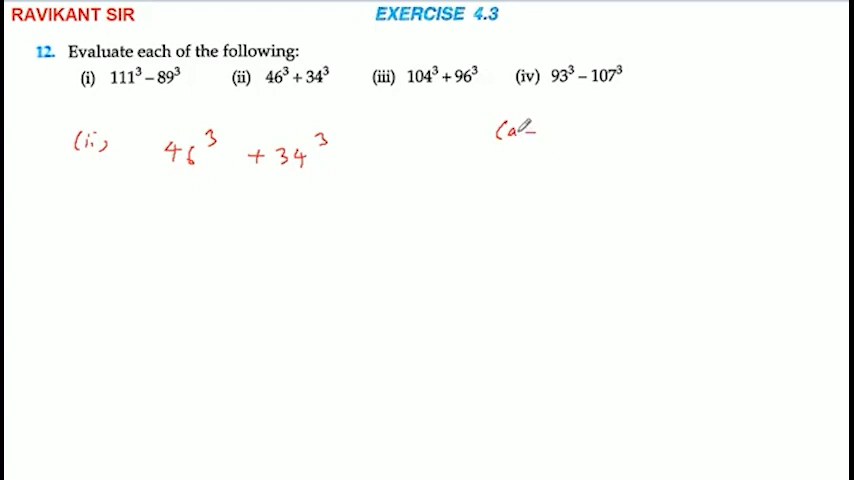 RAVIKANT SIR EXERCISE 4.3
12. Evaluate each of the following:
(i) 111³ – 89³ (ii) 46³ + 34³ (iii) 104³ + 96³ (iv) 93³ – 107³
(ii) 46³ + 34³ (a-